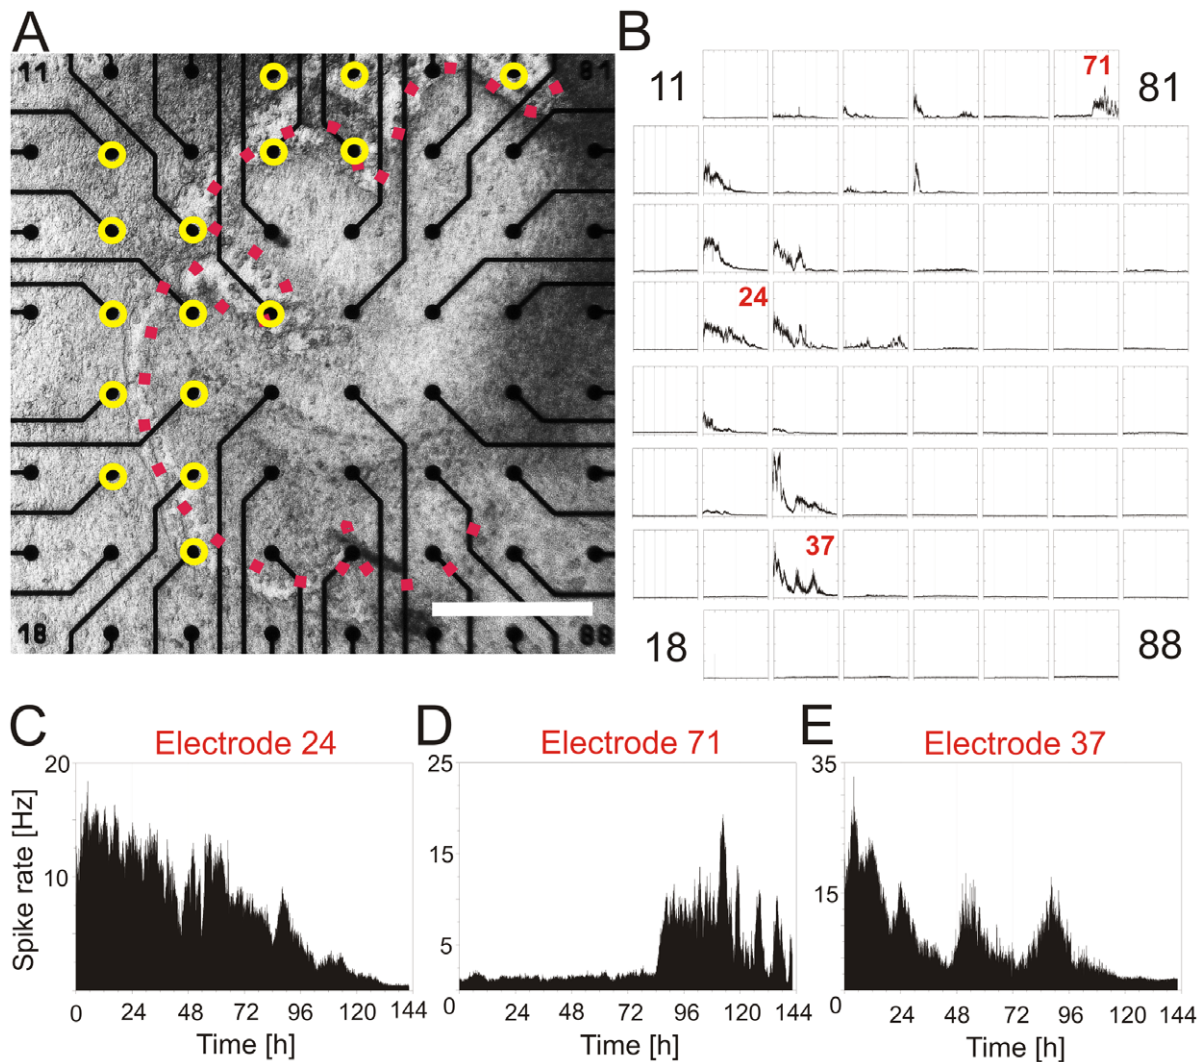 A
B
11
81
18
88
11
71
81
24
37
18
88
C
Electrode 24
D
Electrode 71
E
Electrode 37
Spike rate [Hz]
20
10
0 24 48 72 96 120 144
Time [h]
25
15
5
0 24 48 72 96 120 144
Time [h]
35
15
0
0 24 48 72 96 120 144
Time [h]